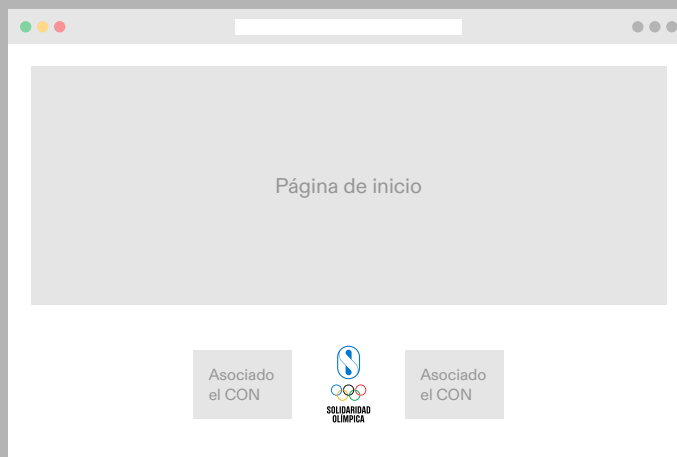 Página de inicio
Asociado
el CON
SOLIDARIDAD
OLÍMPICA
Asociado
el CON